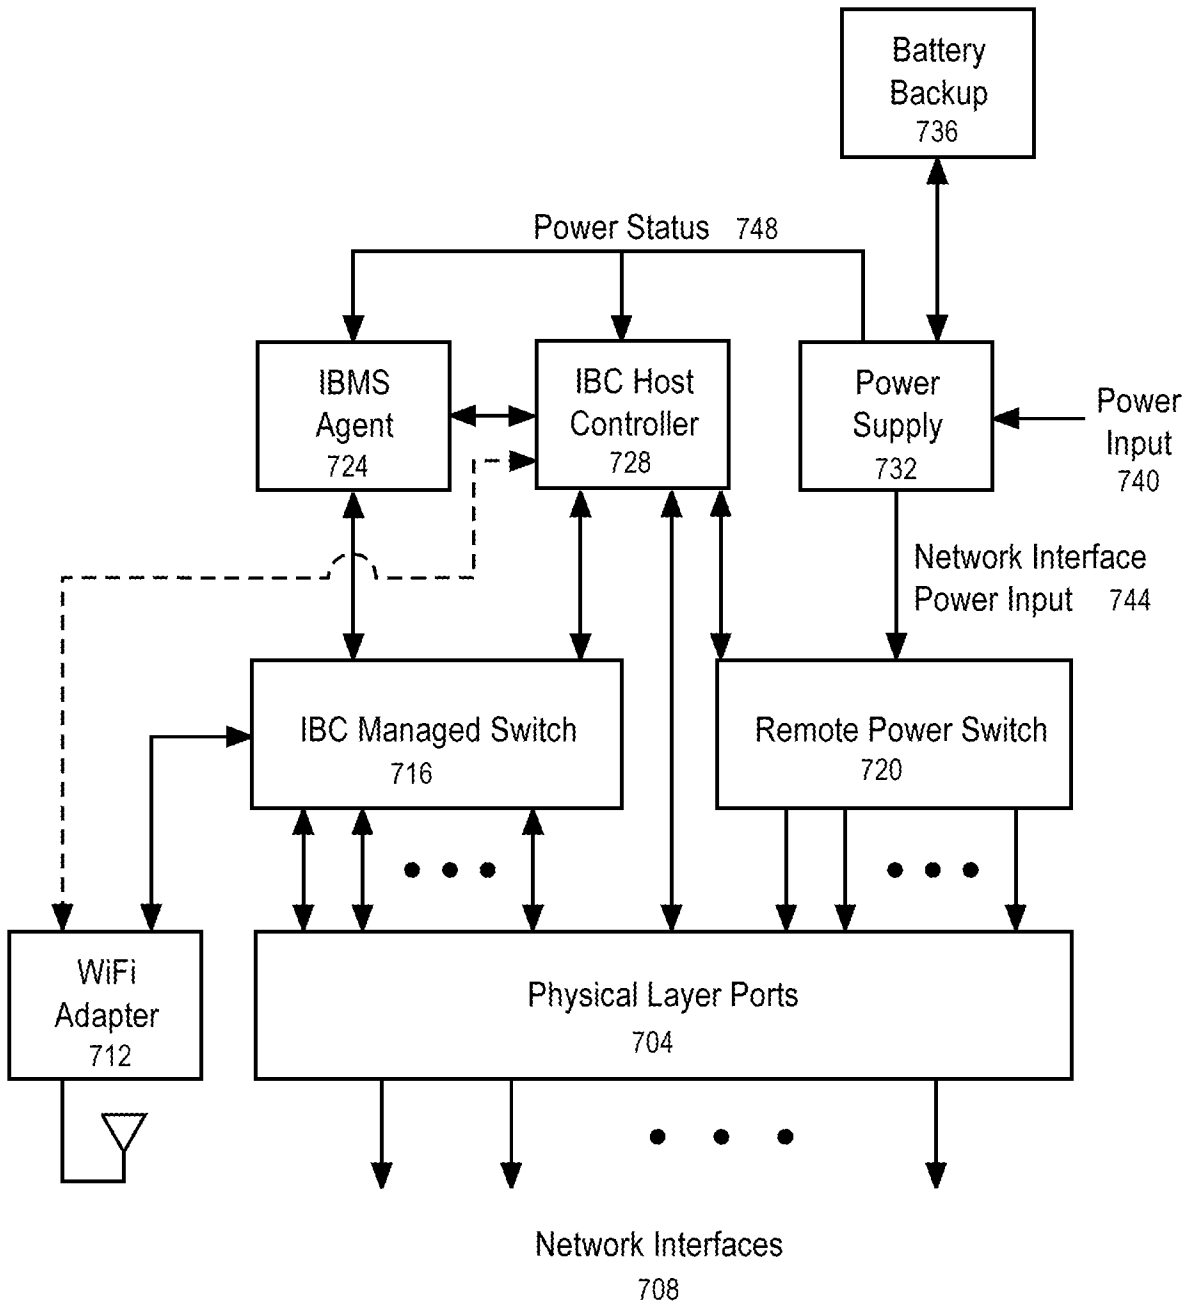 Battery
Backup
736
Power Status 748
IBMS
Agent
724
IBC Host
Controller
728
Power
Supply
732
Power
Input
740
Network Interface
Power Input 744
IBC Managed Switch
716
Remote Power Switch
720
WiFi
Adapter
712
Physical Layer Ports
704
Network Interfaces
708